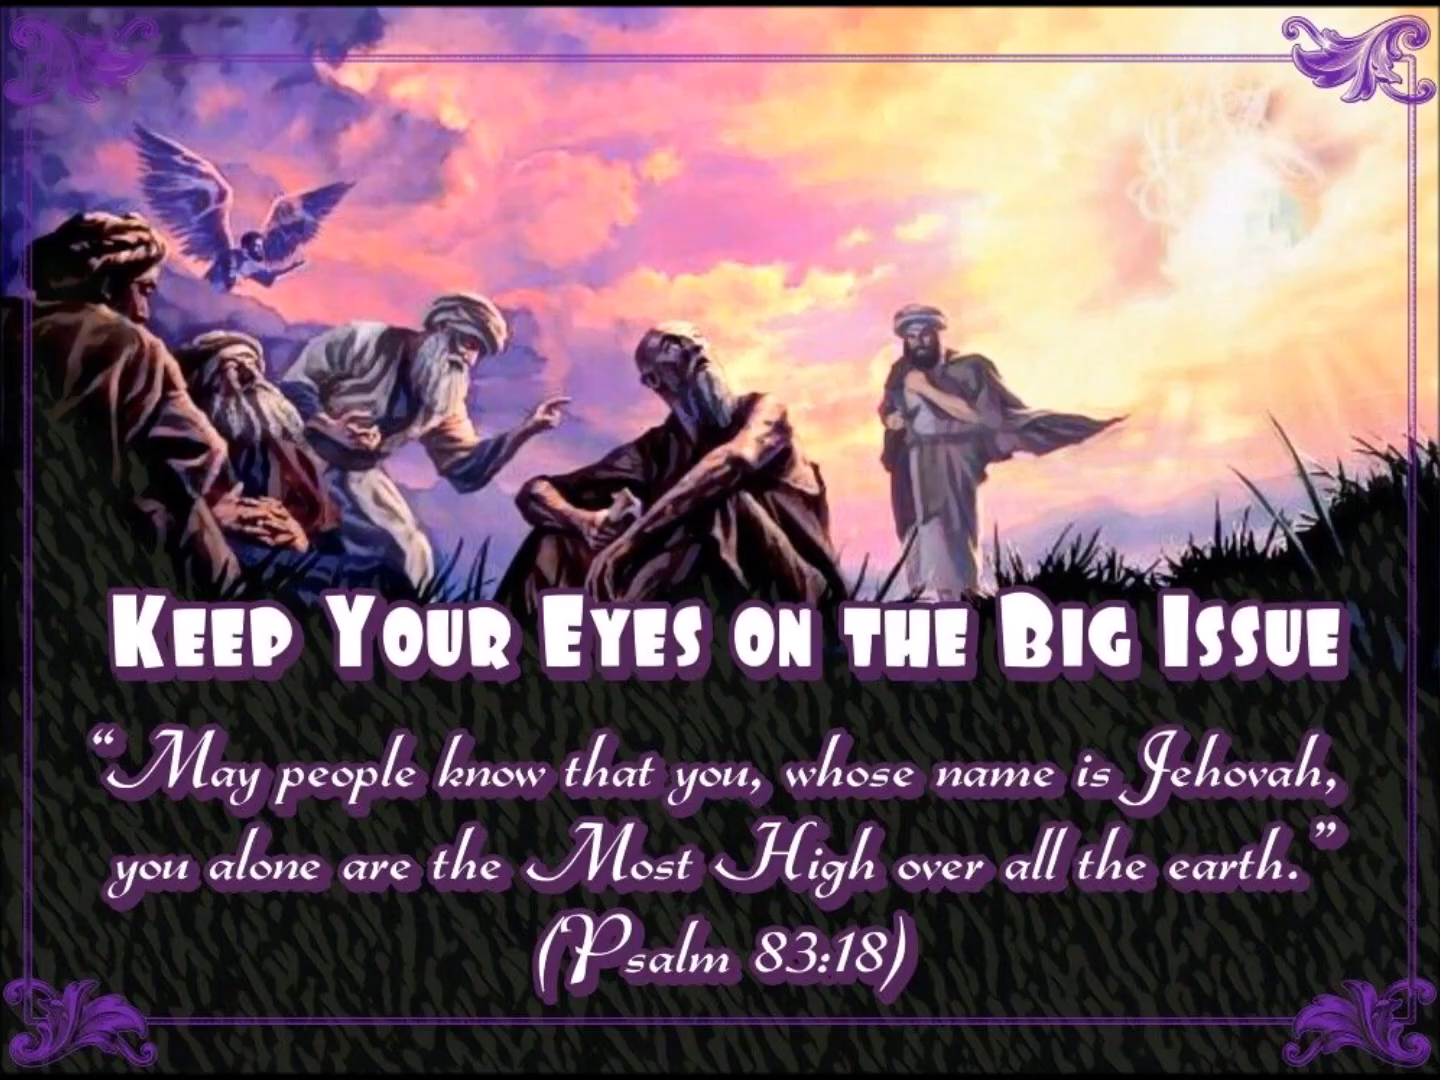 KEEP YOUR EYES ON THE BIG ISSUE
“May people know that you, whose name is Jehovah,
you alone are the Most High over all the earth.”
(Psalm 83:18)